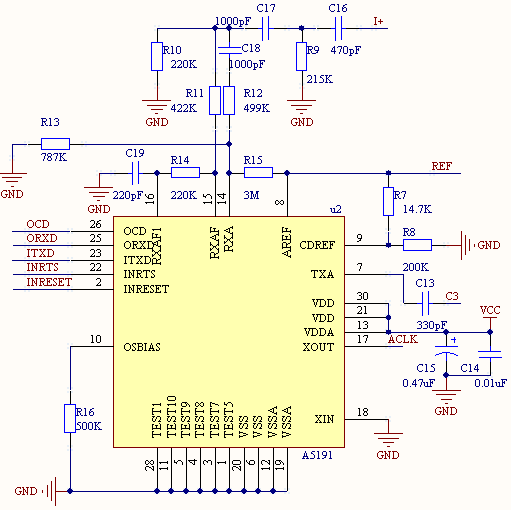 C17 C16
1000pF I+
R10 C18 R9 470pF
220K 1000pF 215K
R11 R12
422K 499K
GND GND
R13
787K
C19 R14 R15 REF
GND 220pF 220K 3M R7
GND 16 15 14 8 14.7K
u2
OCD 26 OCD RXAF1 RXAF RXA AREF
ORXD 25 ORXD CDREF 9 R8 GND
ITXD 23 ITXD
INRTS 22 INRTS TXA 7 200K
INRESET 2 INRESET C13 C3
VDD 30 330pF VCC
VDD 21
VDDA 13
10 OSBIAS XOUT 17 ACLK
C15 + C14
0.47uF 0.01uF
GND
R16
500K
TEST1 TEST10 TEST9 TEST8 TEST7 TEST5 VSS VSS VSSA VSSA
XIN 18
GND
A5191
28 11 5 4 3 1 20 6 12 19
GND